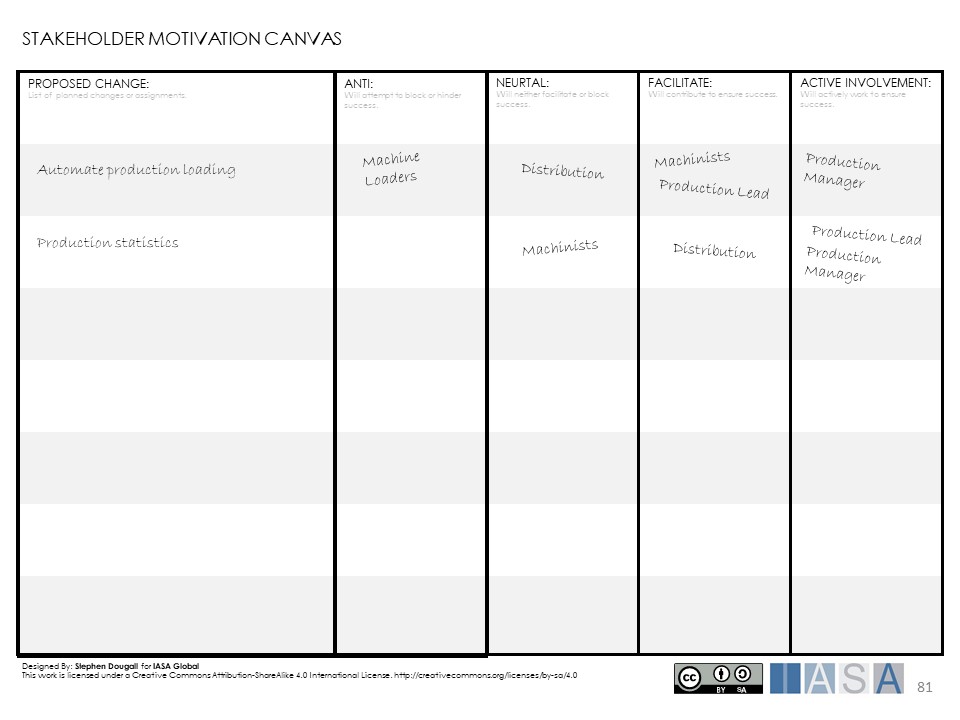 STAKEHOLDER MOTIVATION CANVAS
PROPOSED CHANGE:
List of planned changes or assignments.
ANTI:
Will attempt to block or hinder
success.
NEURTAL:
Will neither facilitate or block
success.
FACILITATE:
Will contribute to ensure success.
ACTIVE INVOLVEMENT:
Will actively work to ensure
success.
Automate production loading
Machine
Loaders
Distribution
Machinists
Production Lead
Production
Manager
Production statistics
Machinists
Distribution
Production Lead
Production
Manager
Designed By: Stephen Dougall for IASA Global
This work is licensed under a Creative Commons Attribution-ShareAlike 4.0 International License. http://creativecommons.org/licenses/by-sa/4.0
cc
BY SA
IASA
81